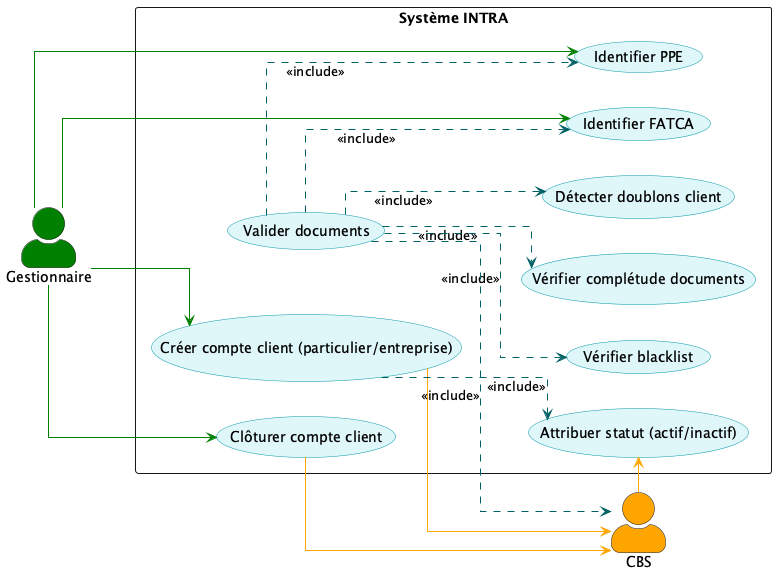 Système INTRA
Identifier PPE
«include»
Identifier FATCA
«include»
Détecter doublons client
«include»
Valider documents
«include»
Gestionnaire
Vérifier complétude documents
«include»
Créer compte client (particulier/entreprise)
Vérifier blacklist
«include»
«include»
Clôturer compte client
Attribuer statut (actif/inactif)
CBS